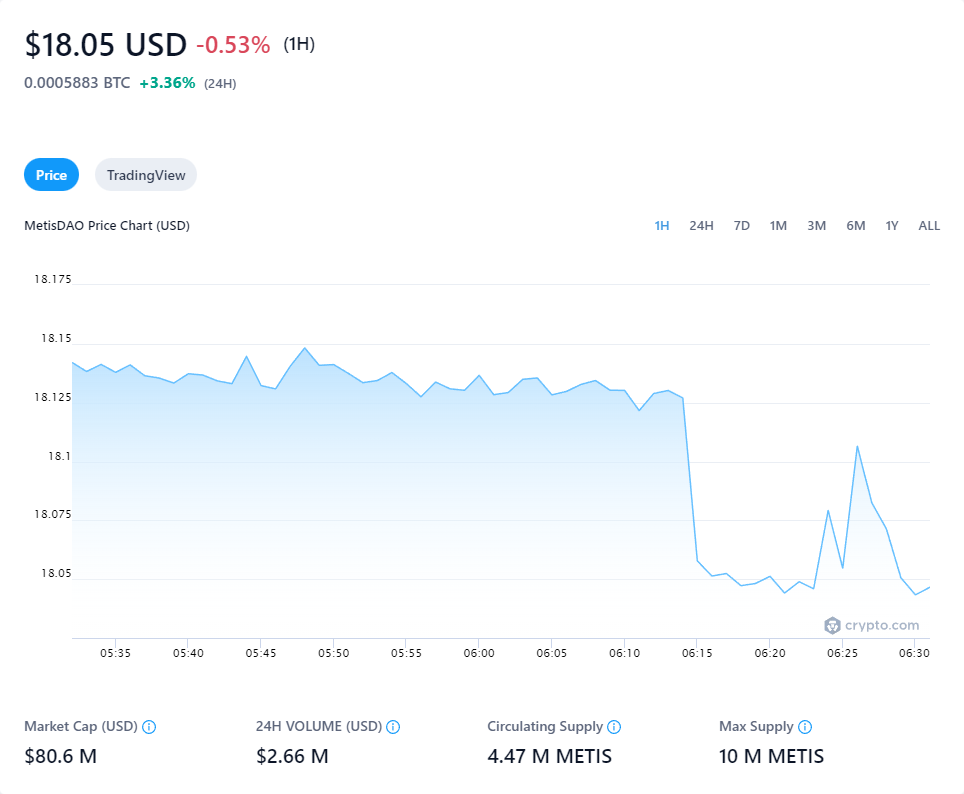 $18.05 USD -0.53% (1H)
0.0005883 BTC +3.36% (24H)
Price TradingView
MetisDAO Price Chart (USD) 1H 24H 7D 1M 3M 6M 1Y ALL
18.175
18.15
18.125
18.1
18.075
18.05
crypto.com
05:35 05:40 05:45 05:50 05:55 06:00 06:05 06:10 06:15 06:20 06:25 06:30
Market Cap (USD) 24H VOLUME (USD) Circulating Supply Max Supply
$80.6 M $2.66 M 4.47 M METIS 10 M METIS